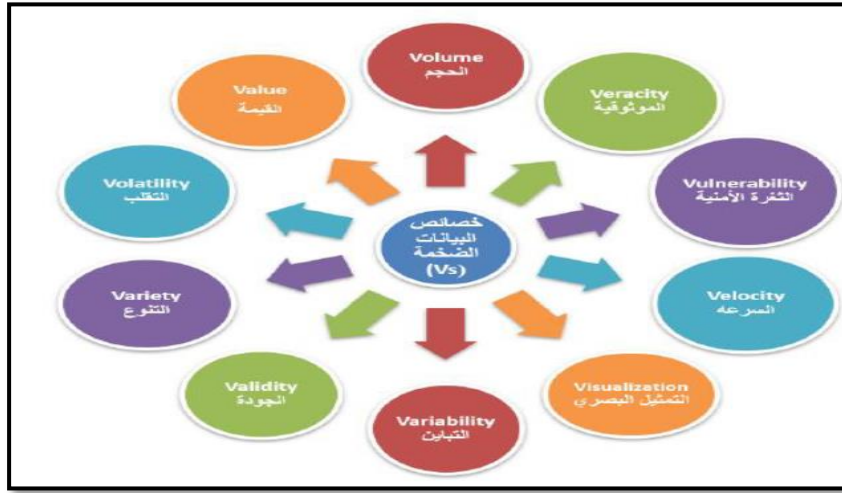 Volume
الحجم
Veracity
الموثوقية
Vulnerability
الثغرة الأمنية
Velocity
السرعه
Visualization
التمثيل البصري
Variability
التباين
Validity
الجودة
Variety
التنوع
Volatility
التقلب
Value
القيمة
خصائص
البيانات
الضخمة
(Vs)